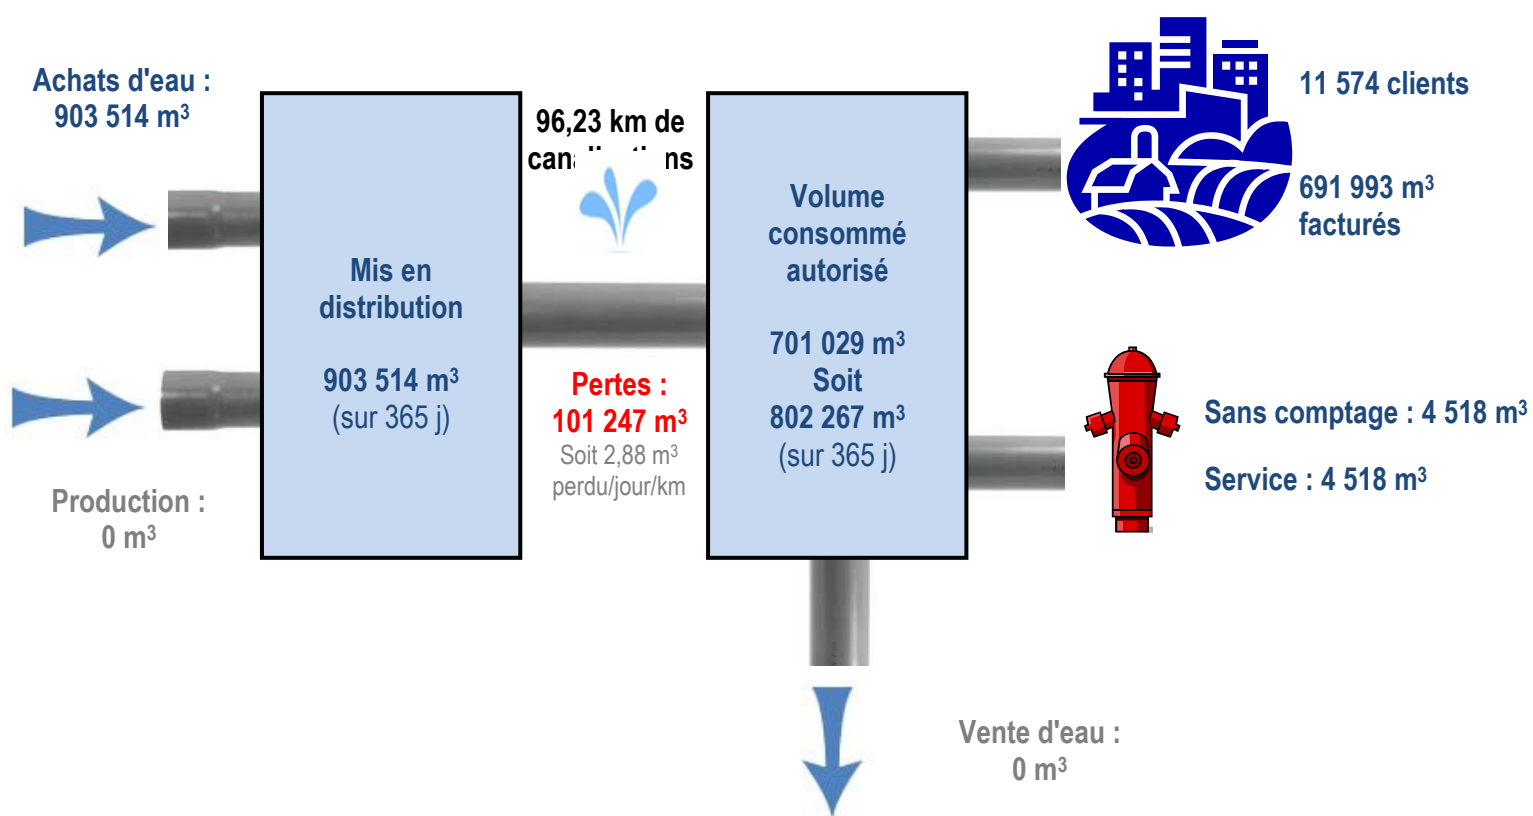 Achats d'eau :
903 514 m³
Production :
0 m³
Mis en
distribution
903 514 m³
(sur 365 j)
96,23 km de
Pertes :
101 247 m³
Soit 2,88 m³
perdu/jour/km
Volume
consommé
autorisé
701 029 m³
Soit
802 267 m³
(sur 365 j)
11 574 clients
691 993 m³
facturés
Sans comptage : 4 518 m³
Service : 4 518 m³
Vente d'eau :
0 m³